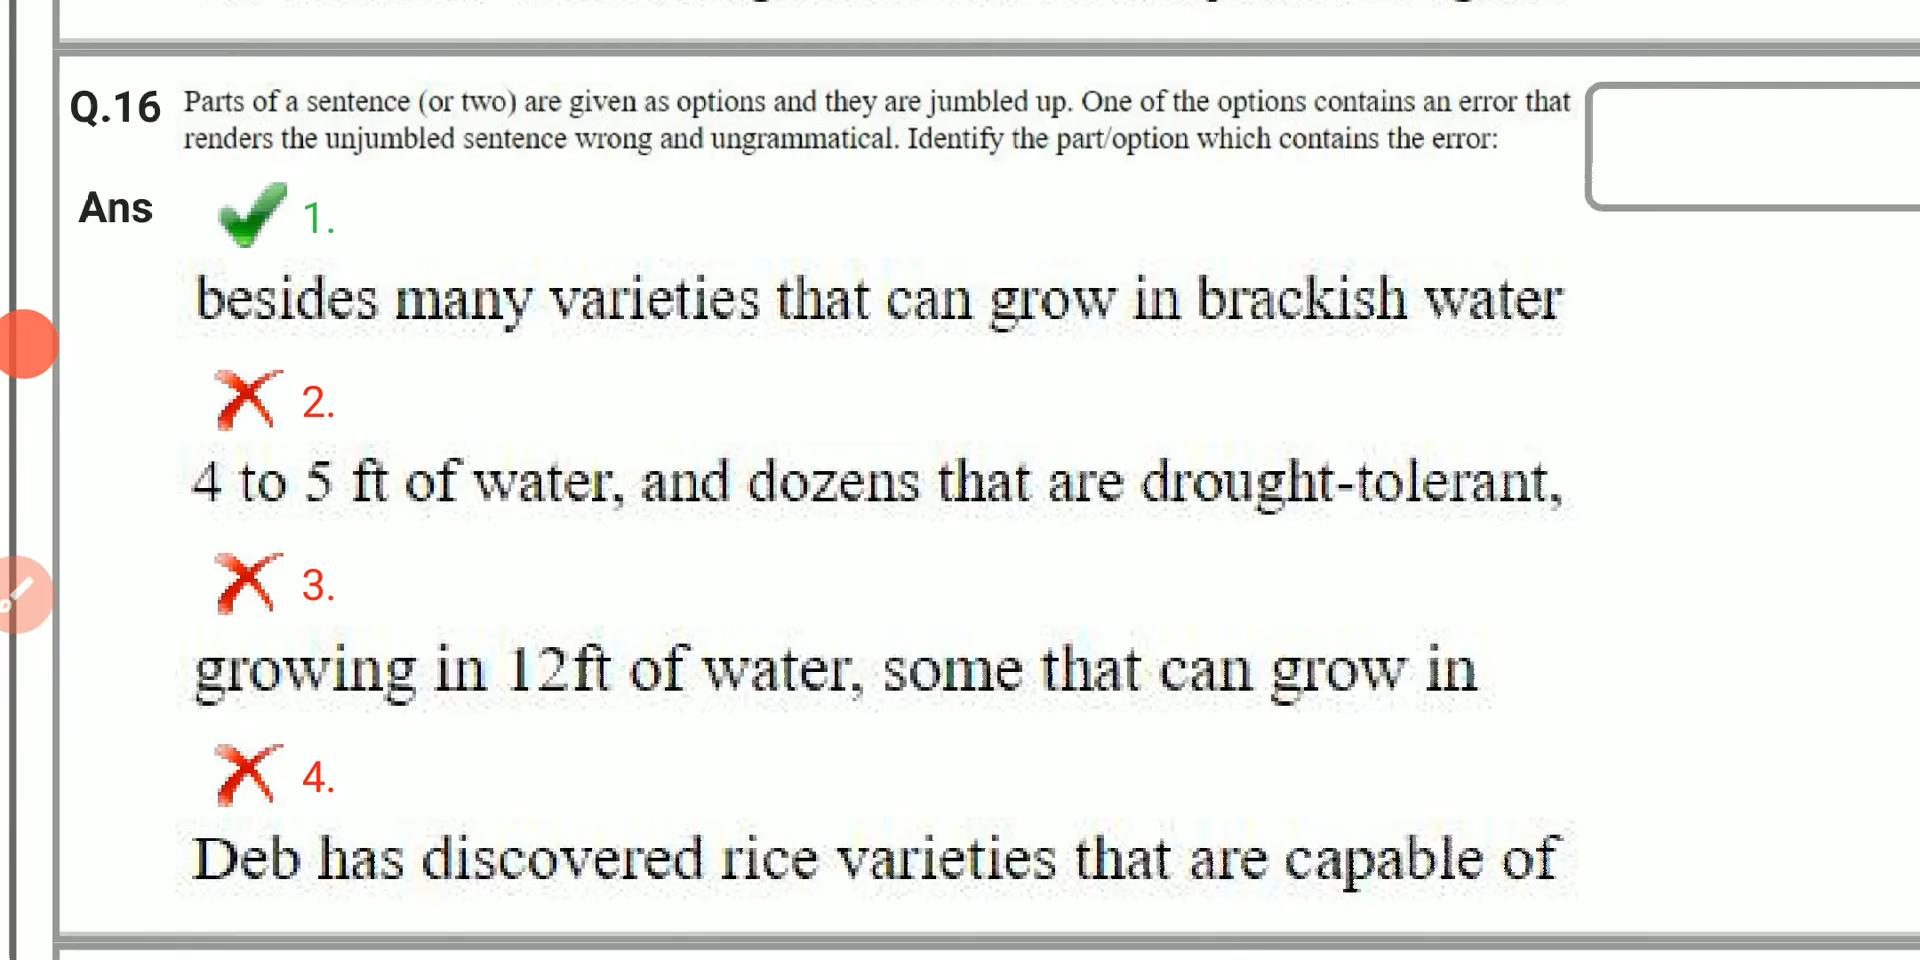 Q.16 Parts of a sentence (or two) are given as options and they are jumbled up. One of the options contains an error that
renders the unjumbled sentence wrong and ungrammatical. Identify the part/option which contains the error:
Ans 1.
besides many varieties that can grow in brackish water
2.
4 to 5 ft of water, and dozens that are drought-tolerant,
3.
growing in 12ft of water, some that can grow in
4.
Deb has discovered rice varieties that are capable of